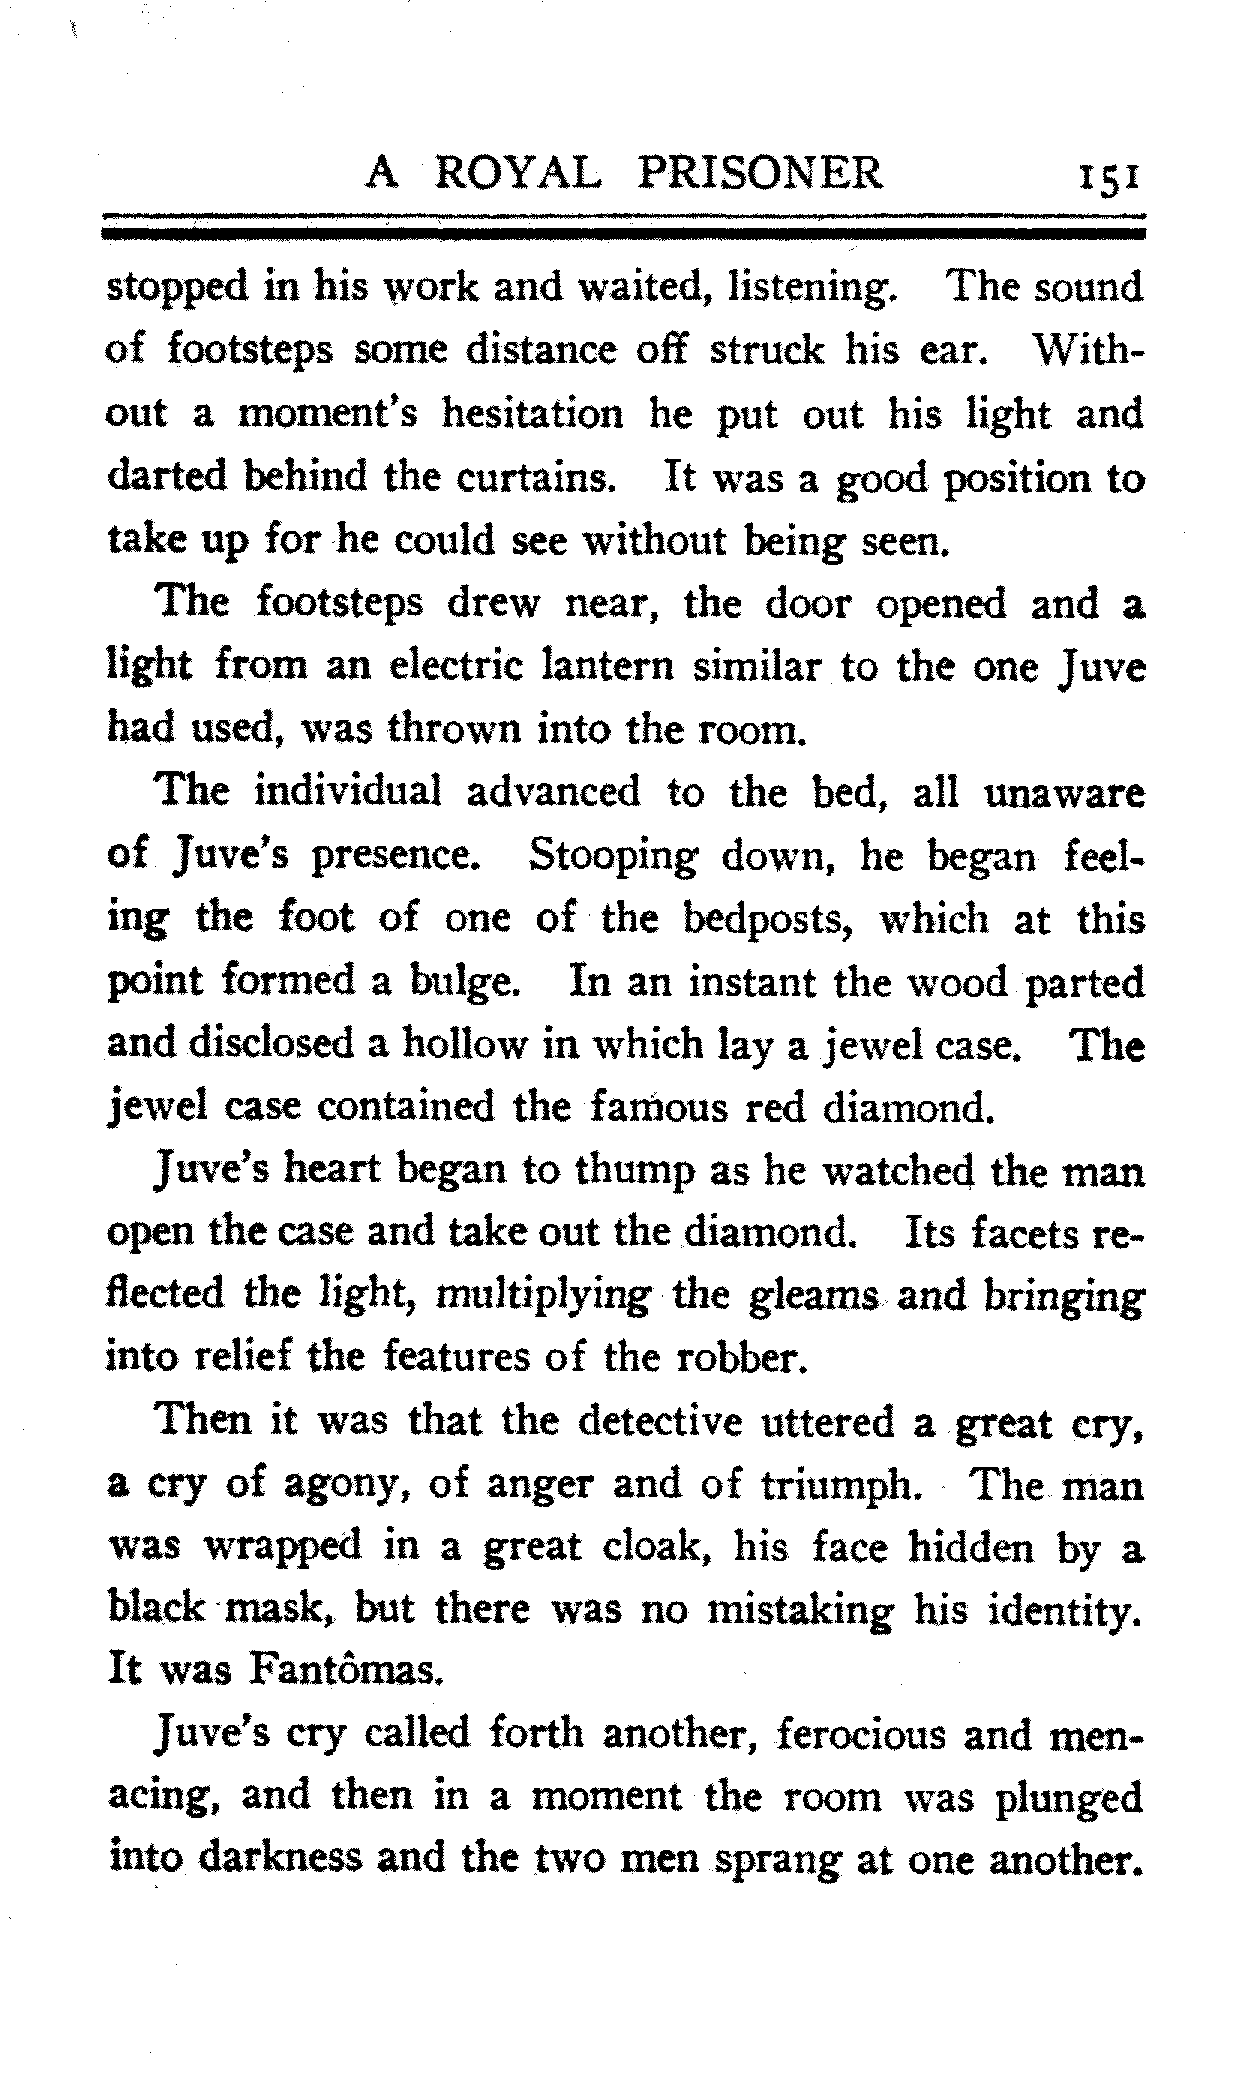 A ROYAL PRISONER 151
stopped in his work and waited, listening. The sound
of footsteps some distance off struck his ear. With-
out a moment's hesitation he put out his light and
darted behind the curtains. It was a good position to
take up for he could see without being seen.
The footsteps drew near, the door opened and a
light from an electric lantern similar to the one Juve
had used, was thrown into the room.
The individual advanced to the bed, all unaware
of Juve's presence. Stooping down, he began feel-
ing the foot of one of the bedposts, which at this
point formed a bulge. In an instant the wood parted
and disclosed a hollow in which lay a jewel case. The
jewel case contained the famous red diamond.
Juve's heart began to thump as he watched the man
open the case and take out the diamond. Its facets re-
flected the light, multiplying the gleams and bringing
into relief the features of the robber.
Then it was that the detective uttered a great cry,
a cry of agony, of anger and of triumph. The man
was wrapped in a great cloak, his face hidden by a
black mask, but there was no mistaking his identity.
It was Fantômas.
Juve's cry called forth another, ferocious and men-
acing, and then in a moment the room was plunged
into darkness and the two men sprang at one another.